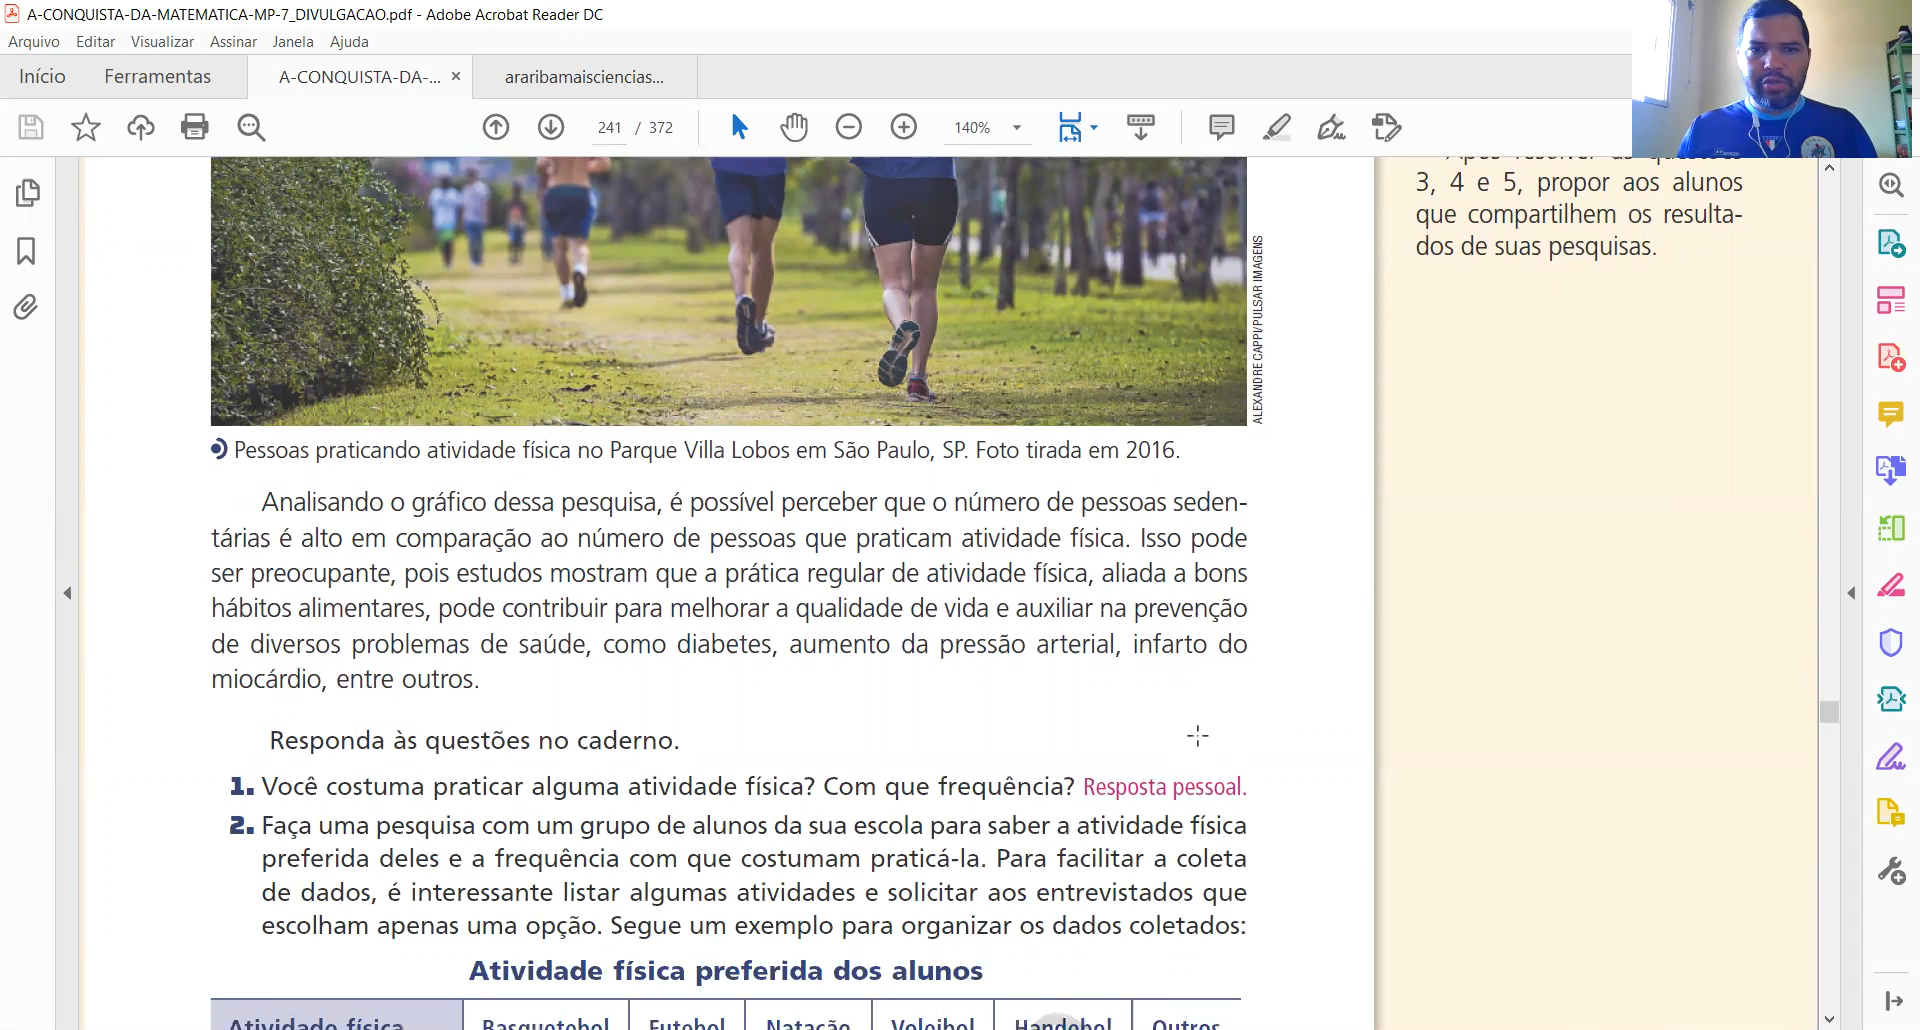 A-CONQUISTA-DA-MATEMATICA-MP-7_DIVULGACAO.pdf - Adobe Acrobat Reader DC
Arquivo Editar Visualizar Assinar Janela Ajuda
Início Ferramentas A-CONQUISTA-DA-... × araribamaisciencias...
241 / 372 140%
3, 4 e 5, propor aos alunos
que compartilhem os resulta-
dos de suas pesquisas.
ALEXANDRE CAPPI/PULSAR IMAGENS
Pessoas praticando atividade física no Parque Villa Lobos em São Paulo, SP. Foto tirada em 2016.
Analisando o gráfico dessa pesquisa, é possível perceber que o número de pessoas seden-
tárias é alto em comparação ao número de pessoas que praticam atividade física. Isso pode
ser preocupante, pois estudos mostram que a prática regular de atividade física, aliada a bons
hábitos alimentares, pode contribuir para melhorar a qualidade de vida e auxiliar na prevenção
de diversos problemas de saúde, como diabetes, aumento da pressão arterial, infarto do
miocárdio, entre outros.
Responda às questões no caderno.
1. Você costuma praticar alguma atividade física? Com que frequência? Resposta pessoal.
2. Faça uma pesquisa com um grupo de alunos da sua escola para saber a atividade física
preferida deles e a frequência com que costumam praticá-la. Para facilitar a coleta
de dados, é interessante listar algumas atividades e solicitar aos entrevistados que
escolham apenas uma opção. Segue um exemplo para organizar os dados coletados:
Atividade física preferida dos alunos
Atividade física Basquetebol Futebol Natação Voleibol Handebol Outros